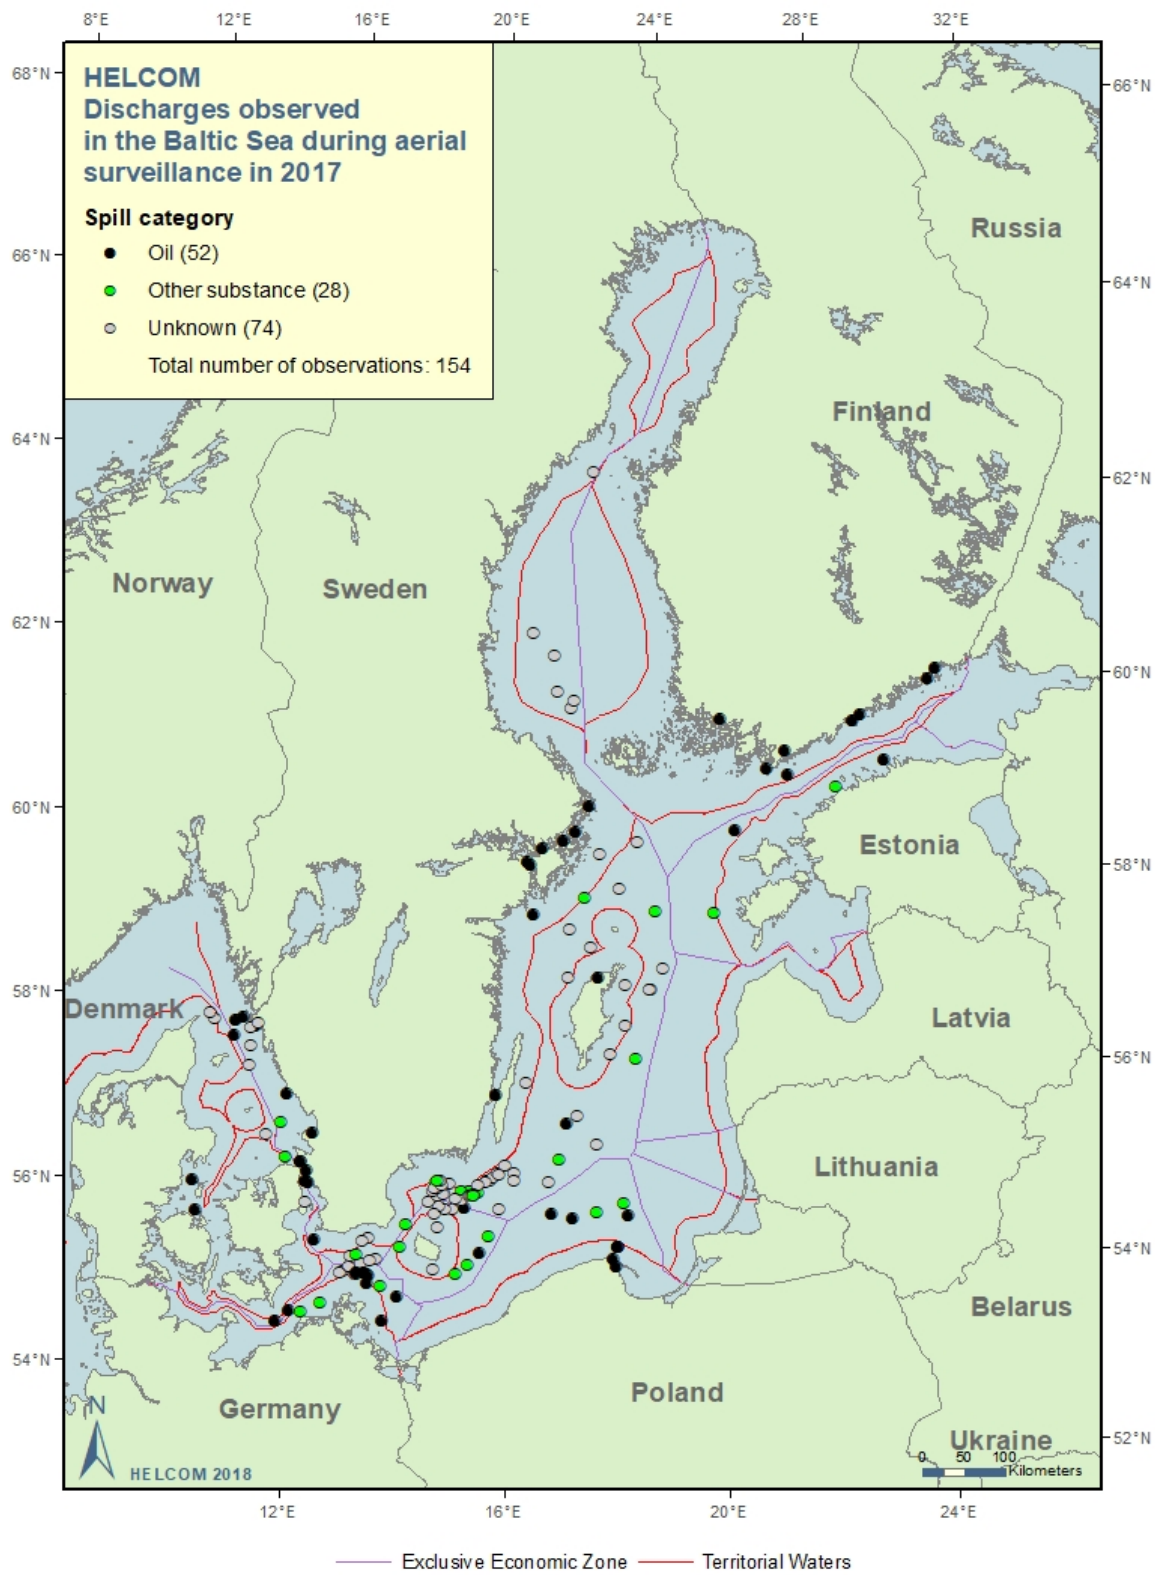 8°E 12°E 16°E 20°E 24°E 28°E 32°E
68°N
66°N
HELCOM
Discharges observed
in the Baltic Sea during aerial
surveillance in 2017
Spill category
Oil (52)
Other substance (28)
Unknown (74)
Total number of observations: 154
Russia
66°N
64°N
Finland
64°N
62°N
Norway
Sweden
62°N
60°N
60°N
Estonia
58°N
58°N
Denmark
Latvia
56°N
56°N
Lithuania
54°N
Belarus
54°N
Poland
Germany
Ukraine
52°N
N
HELCOM 2018
0 50 100
Kilometers
12°E 16°E 20°E 24°E
Exclusive Economic Zone Territorial Waters